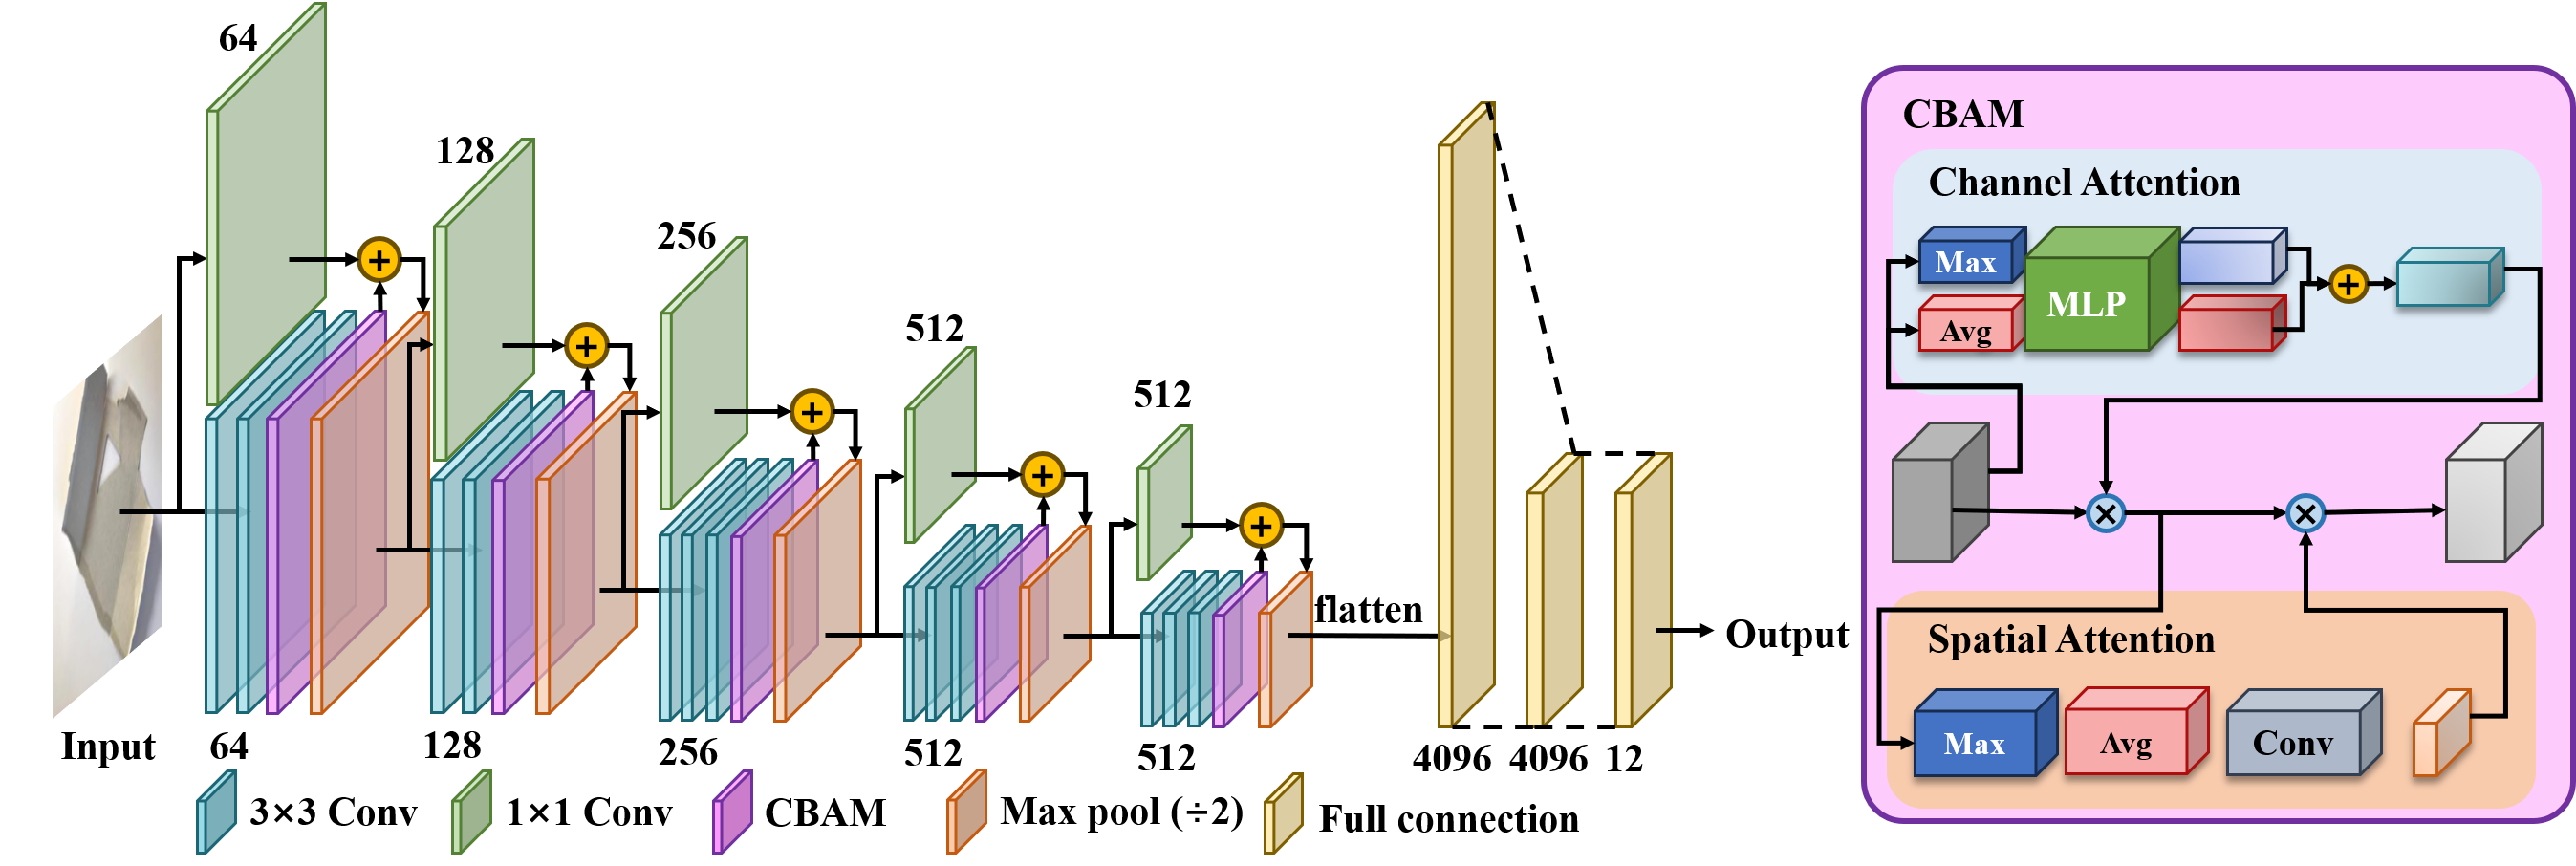 64
128
256
512
512
flatten
Output
Input
64
128
256
512
512
4096
4096
12
3×3 Conv
1×1 Conv
CBAM
Max pool (÷2)
Full connection
CBAM
Channel Attention
Max
MLP
Avg
Spatial Attention
Max
Avg
Conv